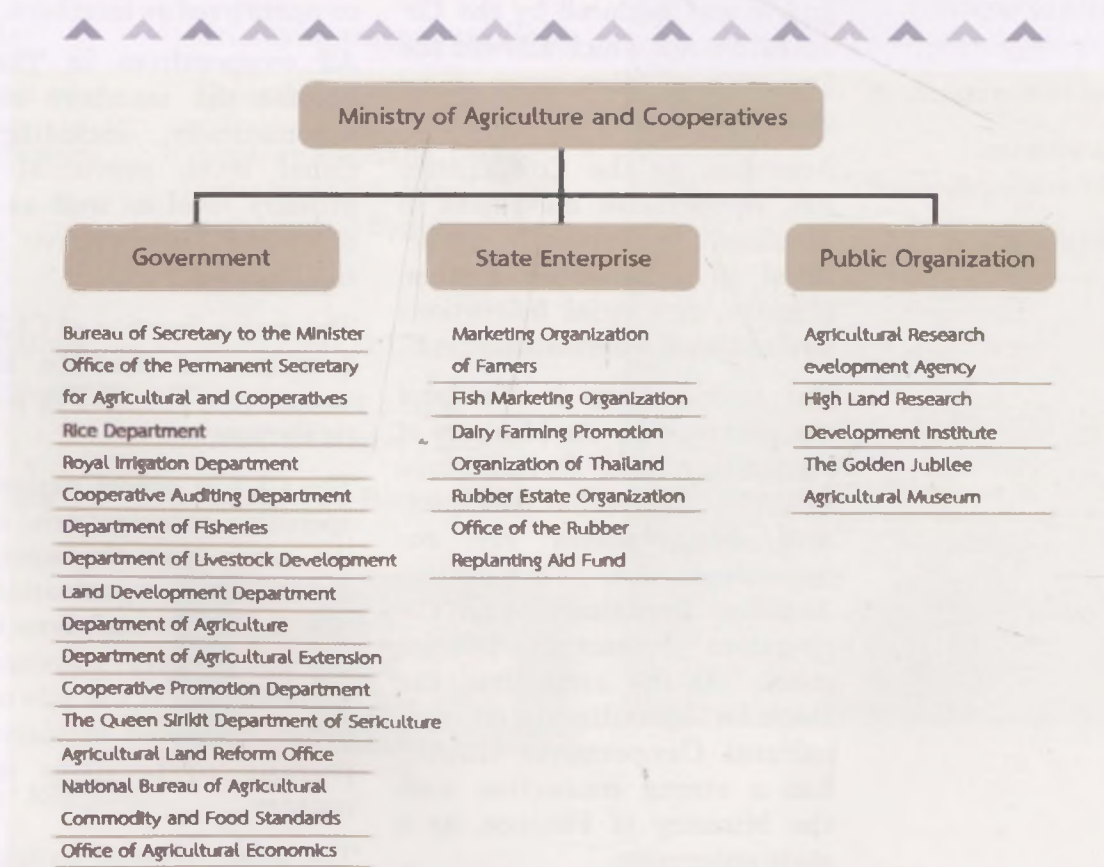 Ministry of Agriculture and Cooperatives
Government
Bureau of Secretary to the Minister
Office of the Permanent Secretary
for Agricultural and Cooperatives
Rice Department
Royal Irrigation Department
Cooperative Auditing Department
Department of Fisheries
Department of Livestock Development
Land Development Department
Department of Agriculture
Department of Agricultural Extension
Cooperative Promotion Department
The Queen Sirikit Department of Sericulture
Agricultural Land Reform Office
National Bureau of Agricultural
Commodity and Food Standards
Office of Agricultural Economics
State Enterprise
Marketing Organization
of Famers
Fish Marketing Organization
Dairy Farming Promotion
Organization of Thailand
Rubber Estate Organization
Office of the Rubber
Replanting Aid Fund
Public Organization
Agricultural Research
evelopment Agency
High Land Research
Development Institute
The Golden Jubilee
Agricultural Museum